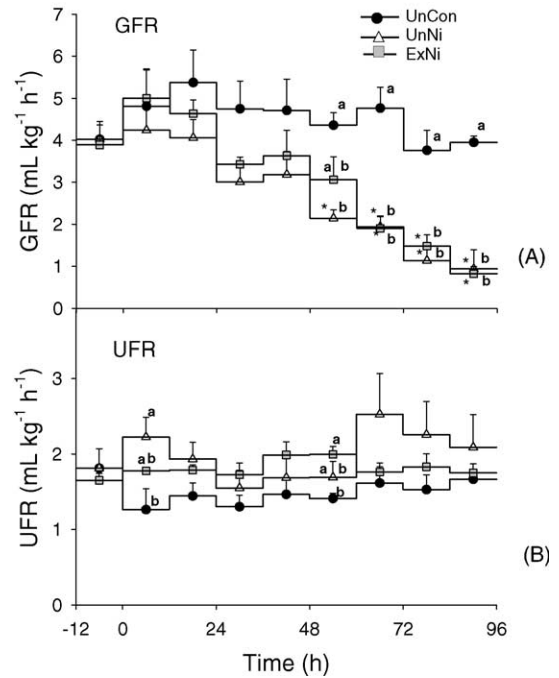 GFR
UnCon
UnNi
ExNi
7
6
5
4
3
2
1
0
GFR (mL kg⁻¹ h⁻¹)
a
a
a
a
a b
* b
* b
*
* b
* b
* b
* b
(A)
UFR
3
2
1
0
UFR (mL kg⁻¹ h⁻¹)
a
a b
b
a
a b
b
(B)
-12 0 24 48 72 96
Time (h)